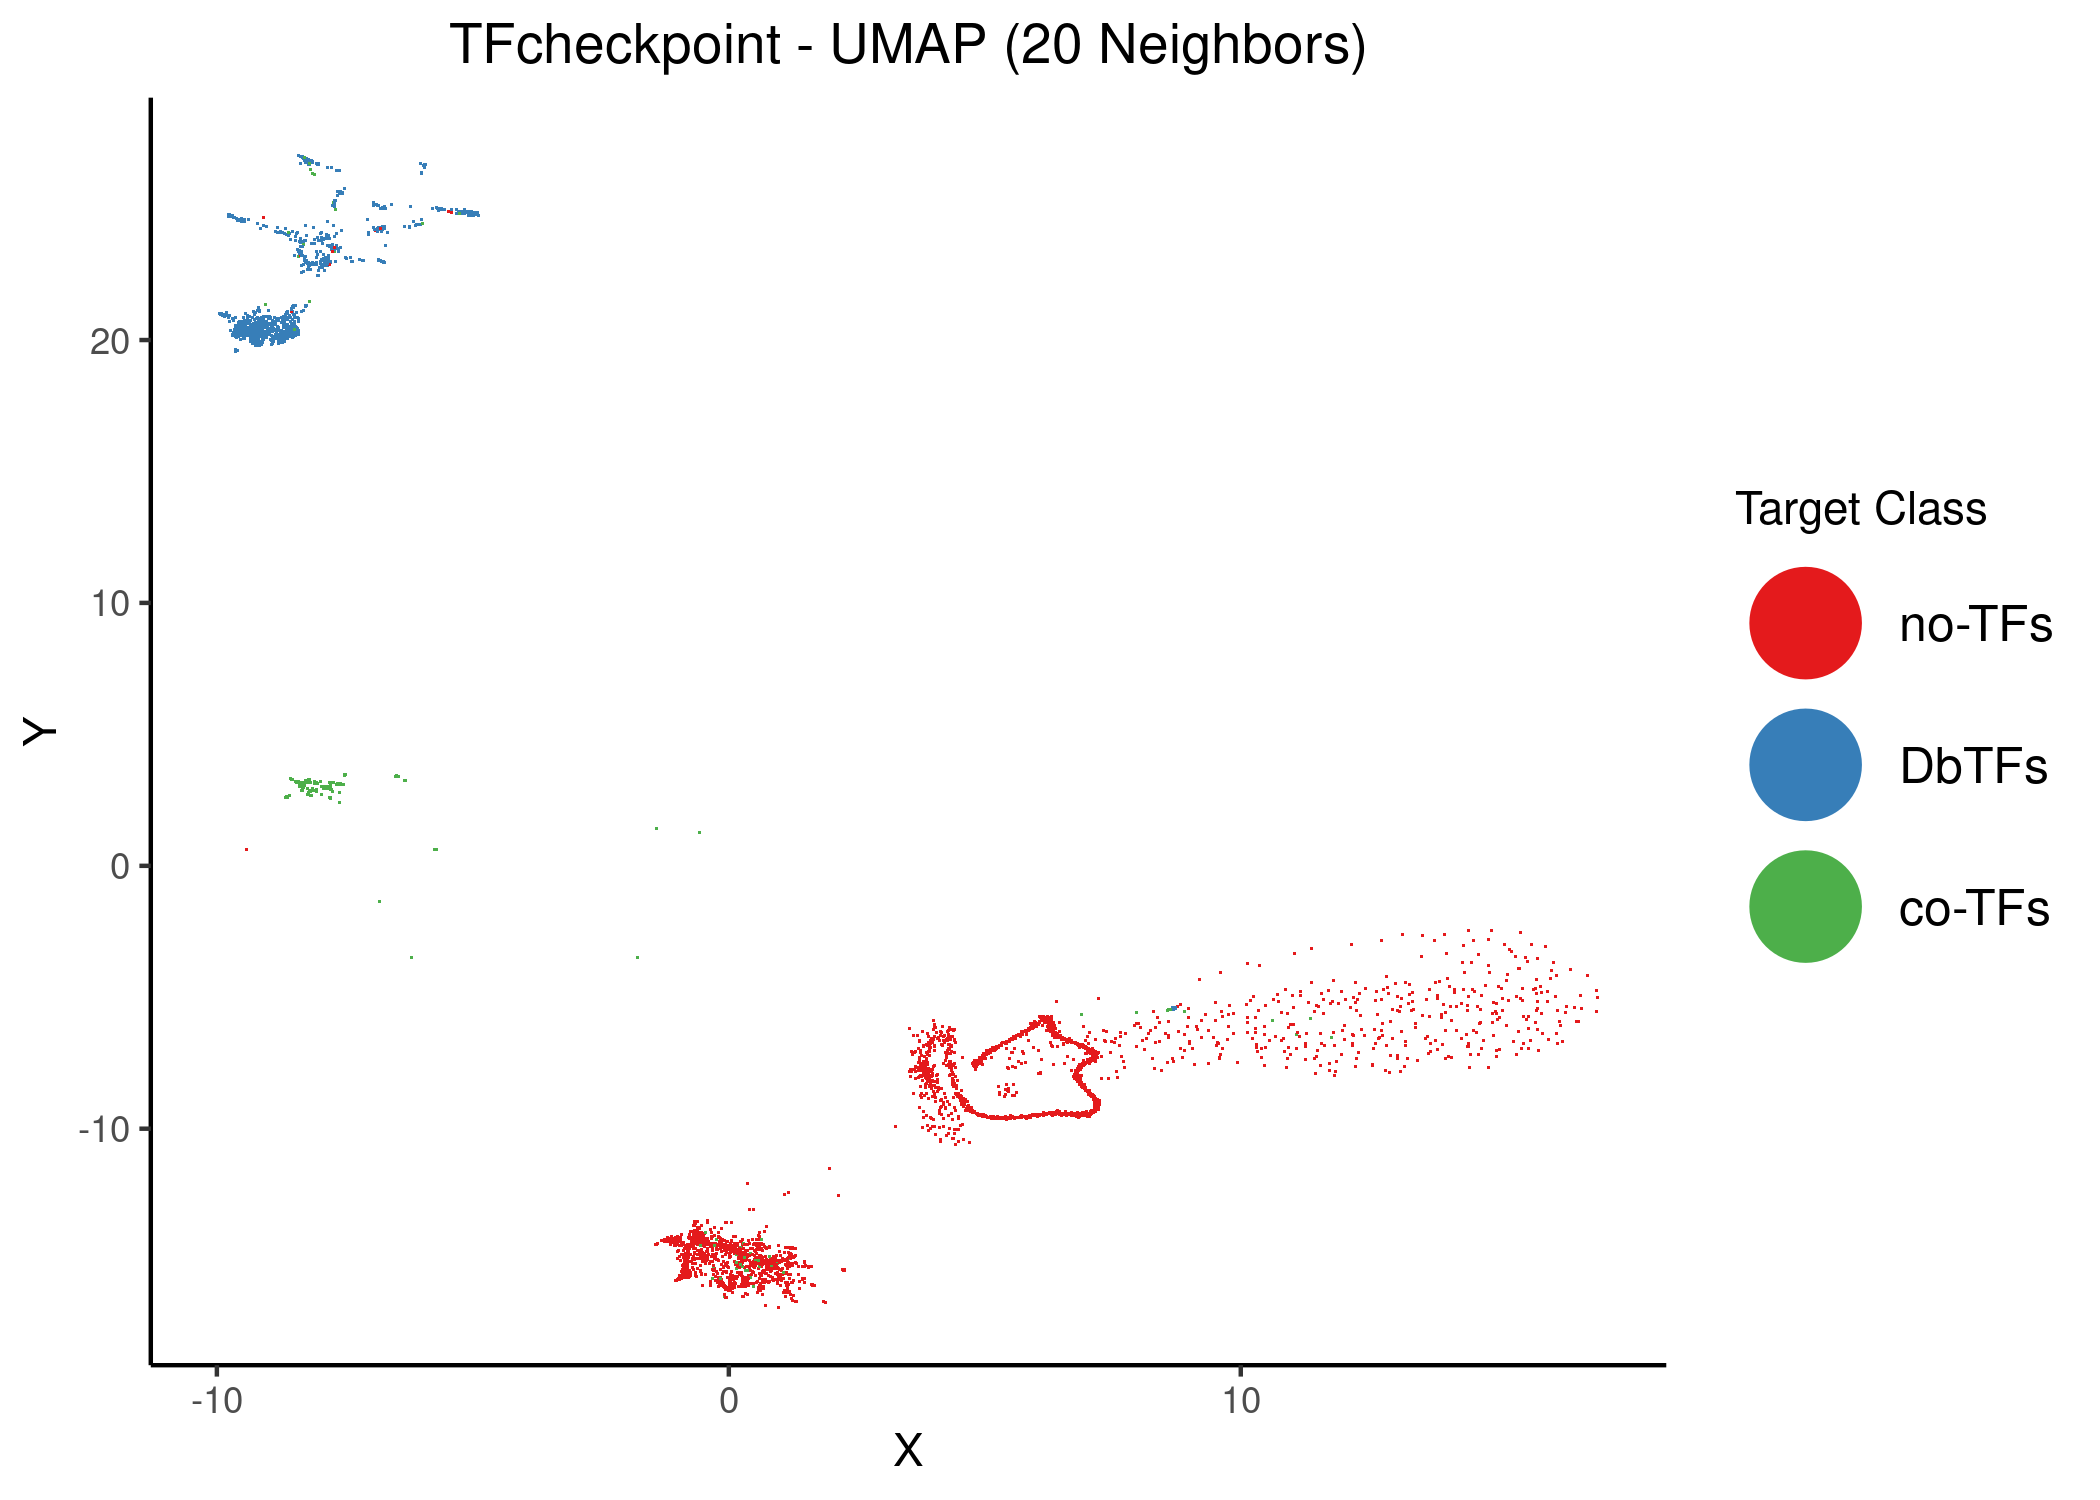 TFcheckpoint - UMAP (20 Neighbors)
20
10
0
-10
Y
-10
0
10
X
Target Class
no-TFs
DbTFs
co-TFs